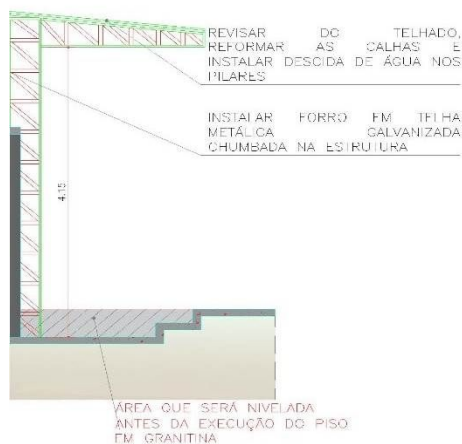 REVISAR DO TELHADO,
REFORMAR AS CALHAS E
INSTALAR DESCIDA DE ÁGUA NOS
PILARES
INSTALAR FORRO EM TELHA
METÁLICA GALVANIZADA
CHUMBADA NA ESTRUTURA
4.15
ÁREA QUE SERÁ NIVELADA
ANTES DA EXECUÇÃO DO PISO
EM GRANITINA